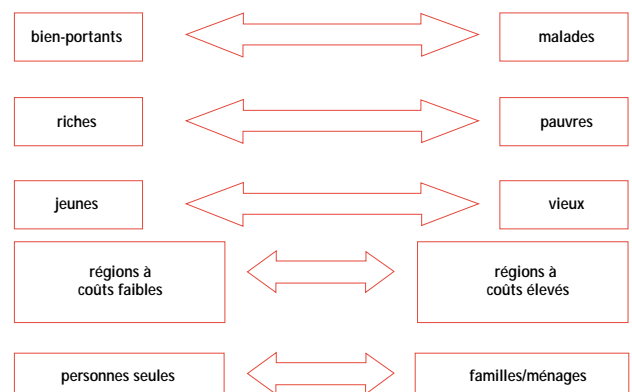 bien-portants
malades
riches
pauvres
jeunes
vieux
régions à
coûts faibles
régions à
coûts élevés
personnes seules
familles/ménages